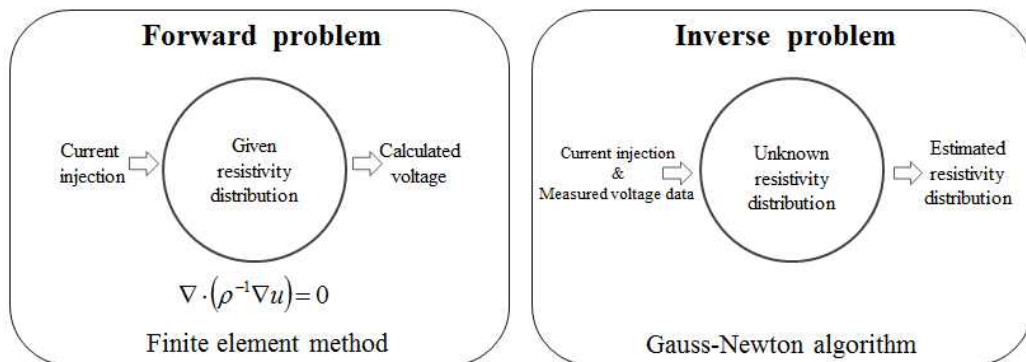 Forward problem
Current
injection
Given
resistivity
distribution
Calculated
voltage
∇·(ρ⁻¹∇u)=0
Finite element method
Inverse problem
Current injection
&
Measured voltage data
Unknown
resistivity
distribution
Estimated
resistivity
distribution
Gauss-Newton algorithm